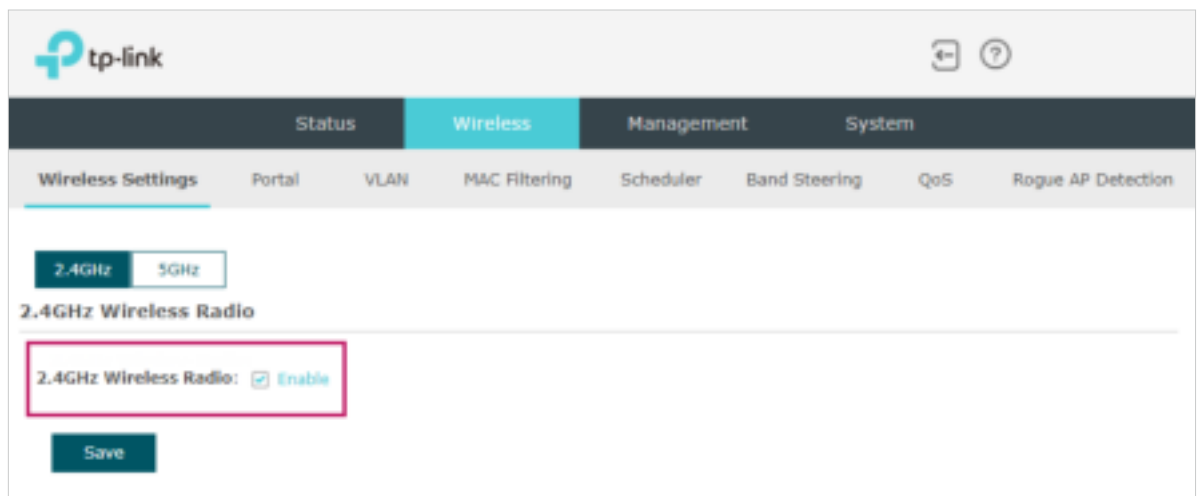 tp-link
Status Wireless Management System
Wireless Settings Portal VLAN MAC Filtering Scheduler Band Steering QoS Rogue AP Detection
2.4GHz 5GHz
2.4GHz Wireless Radio
2.4GHz Wireless Radio: Enable
Save